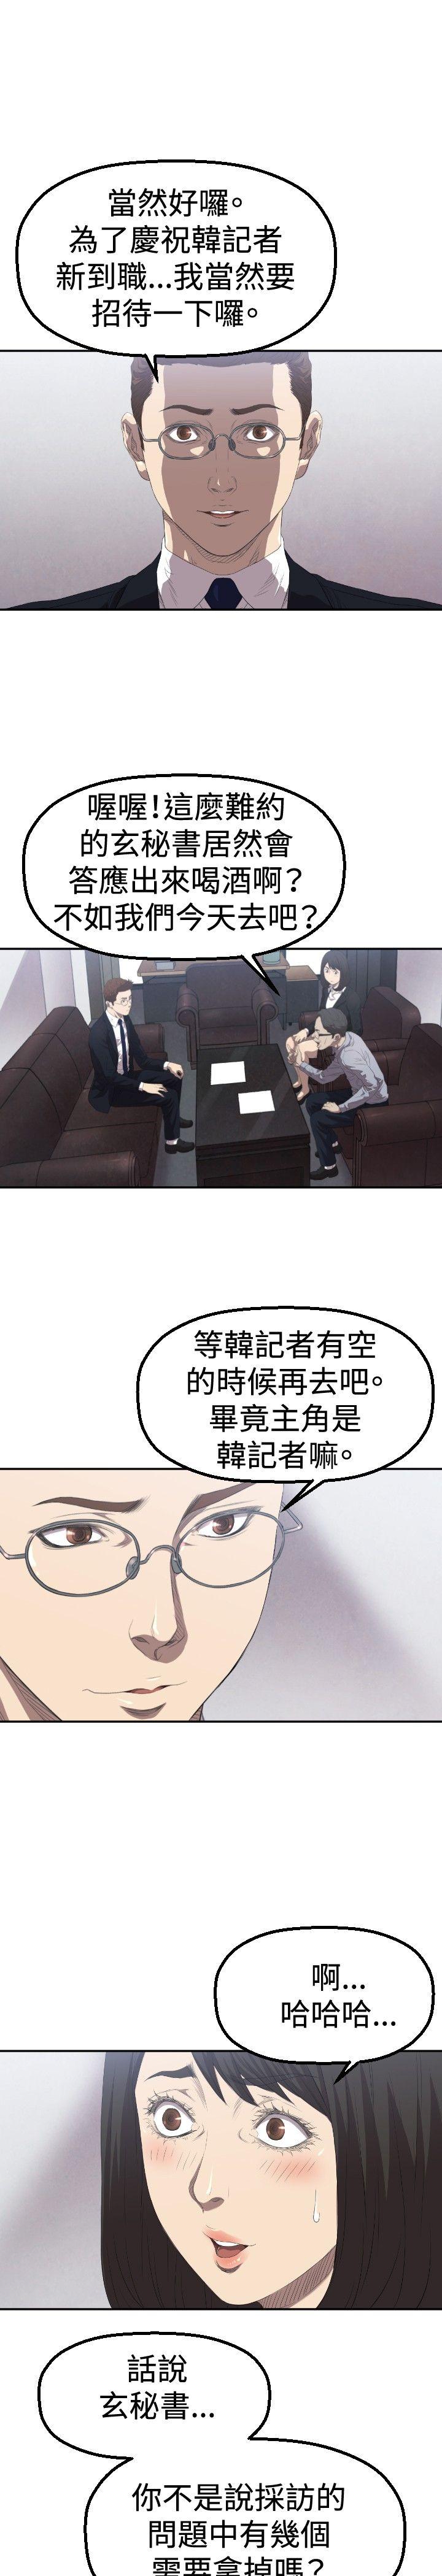 當然好囉。
為了慶祝韓記者
新到職...我當然要
招待一下囉。
喔喔!這麼難約
的玄秘書居然會
答應出來喝酒啊?
不如我們今天去吧?
等韓記者有空
的時候再去吧。
畢竟主角是
韓記者嘛。
啊...
哈哈哈...
話說
玄秘書...
你不是說採訪的
問題中有幾個
需要拿掉嗎?